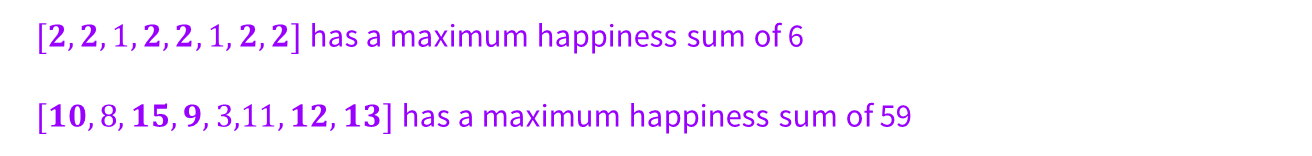 [2, 2, 1, 2, 2, 1, 2, 2] has a maximum happiness sum of 6
[10, 8, 15, 9, 3,11, 12, 13] has a maximum happiness sum of 59